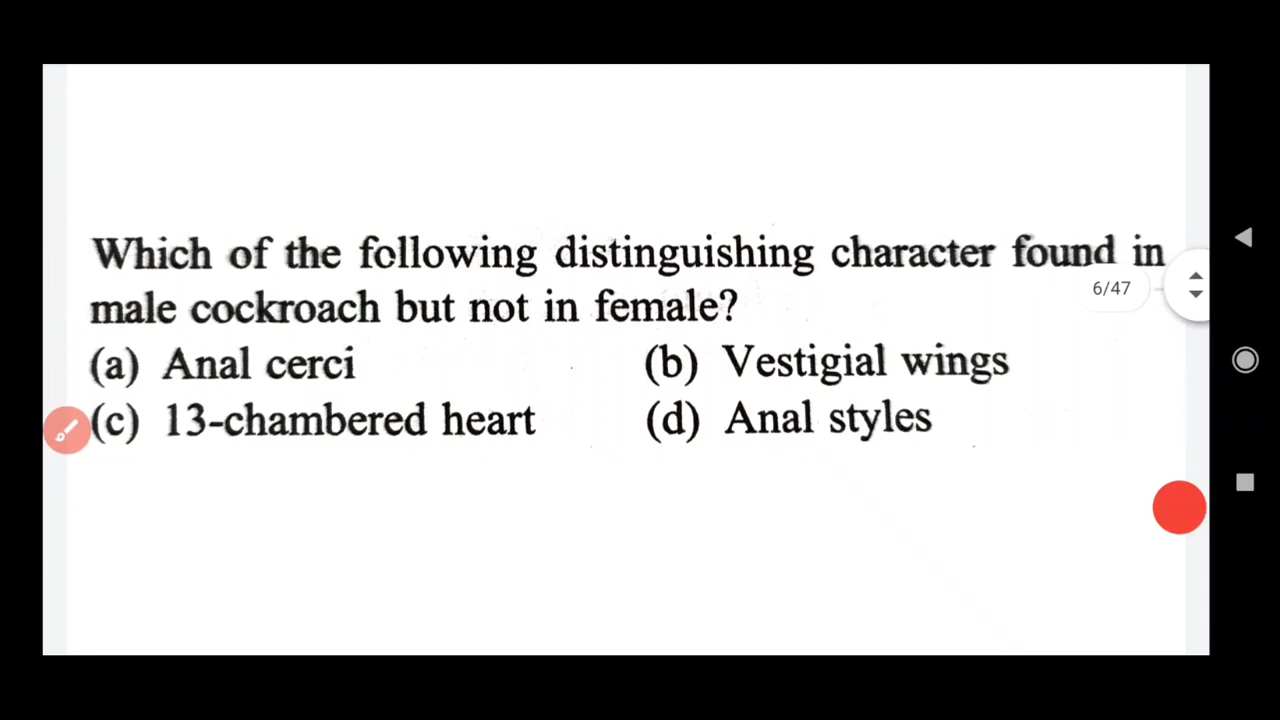 Which of the following distinguishing character found in
6/47
male cockroach but not in female?
(a) Anal cerci (b) Vestigial wings
(c) 13-chambered heart (d) Anal styles